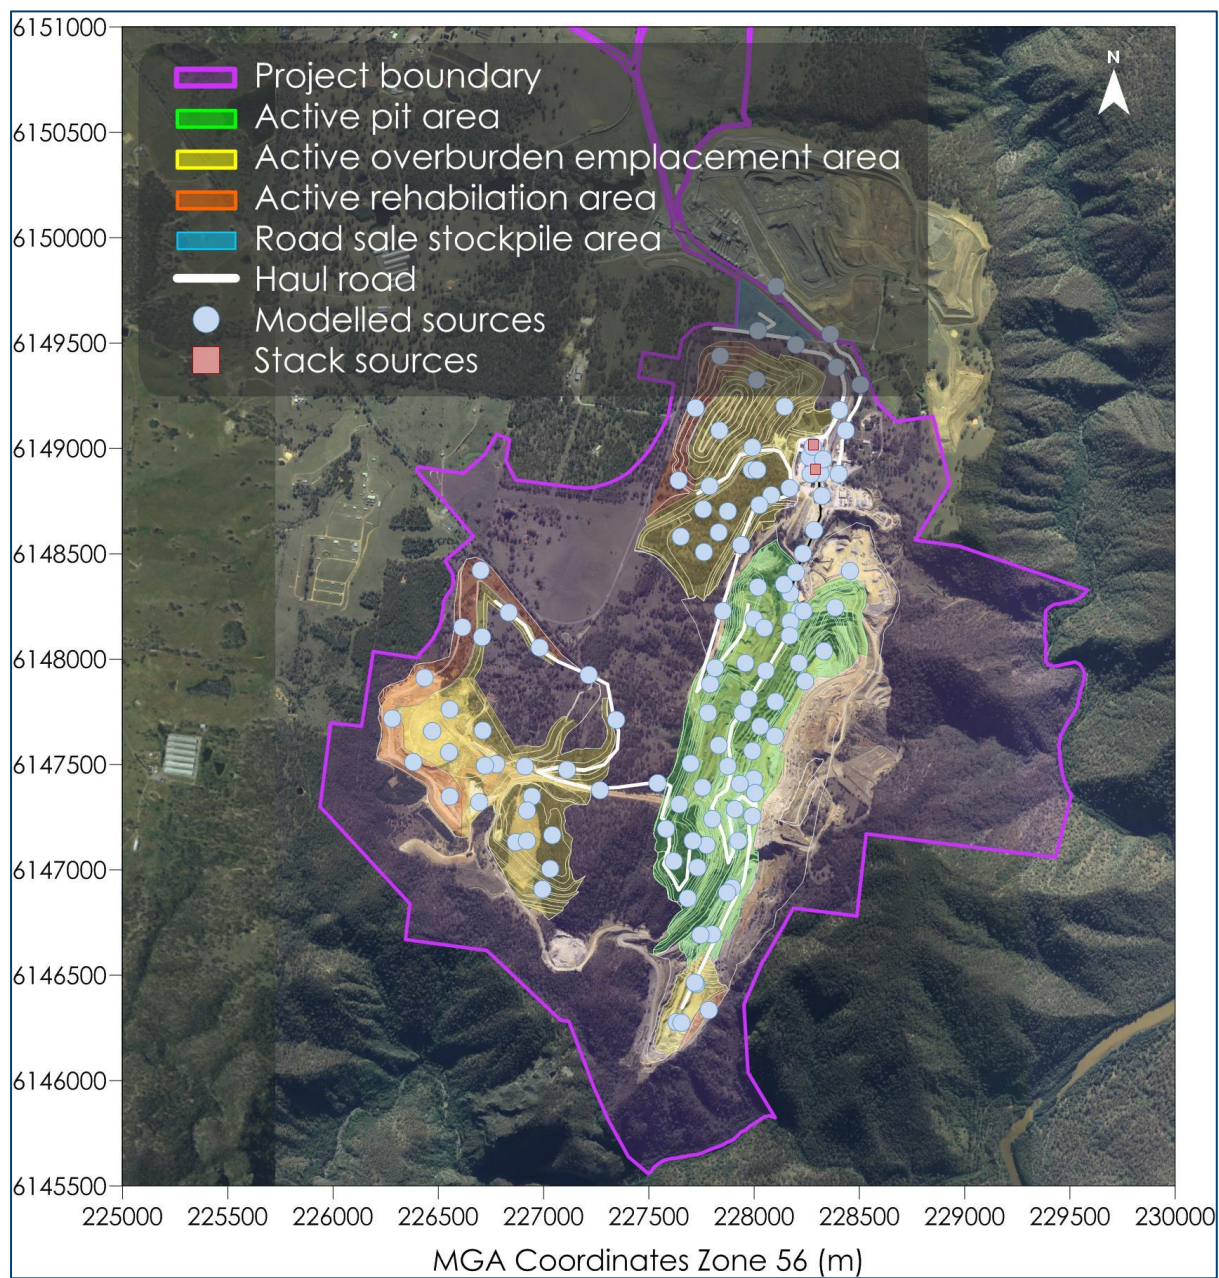 6151000
N
Project boundary
Active pit area
6150500
Active overburden emplacement area
Active rehabilation area
6150000
Road sale stockpile area
Haul road
Modelled sources
6149500
Stack sources
6149000
6148500
6148000
6147500
6147000
6146500
6146000
6145500
225000 225500 226000 226500 227000 227500 228000 228500 229000 229500 230000
MGA Coordinates Zone 56 (m)